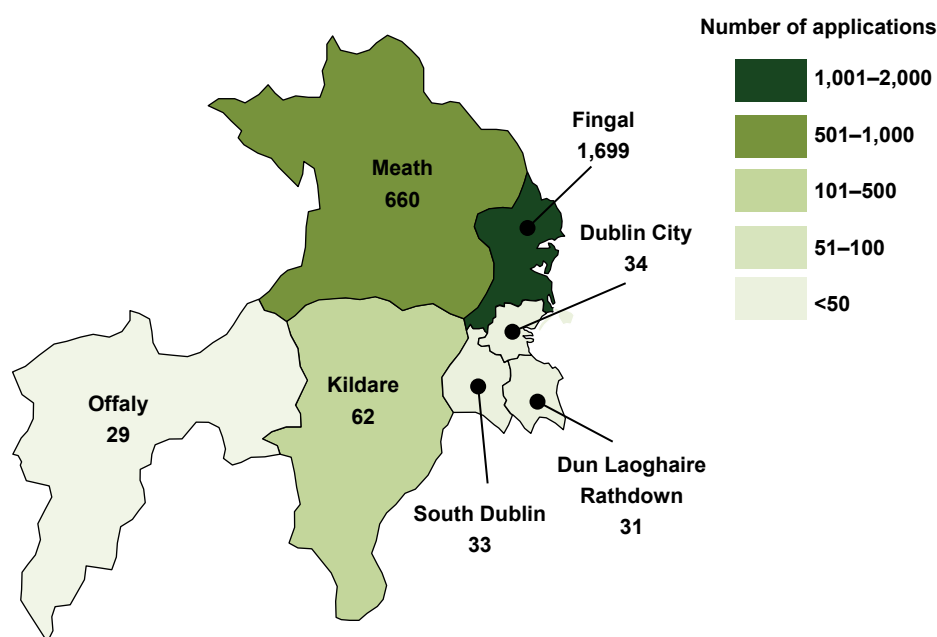 Number of applications
1,001–2,000
501–1,000
101–500
51–100
<50
Fingal
1,699
Meath
660
Dublin City
34
Kildare
62
Offaly
29
Dun Laoghaire
Rathdown
31
South Dublin
33